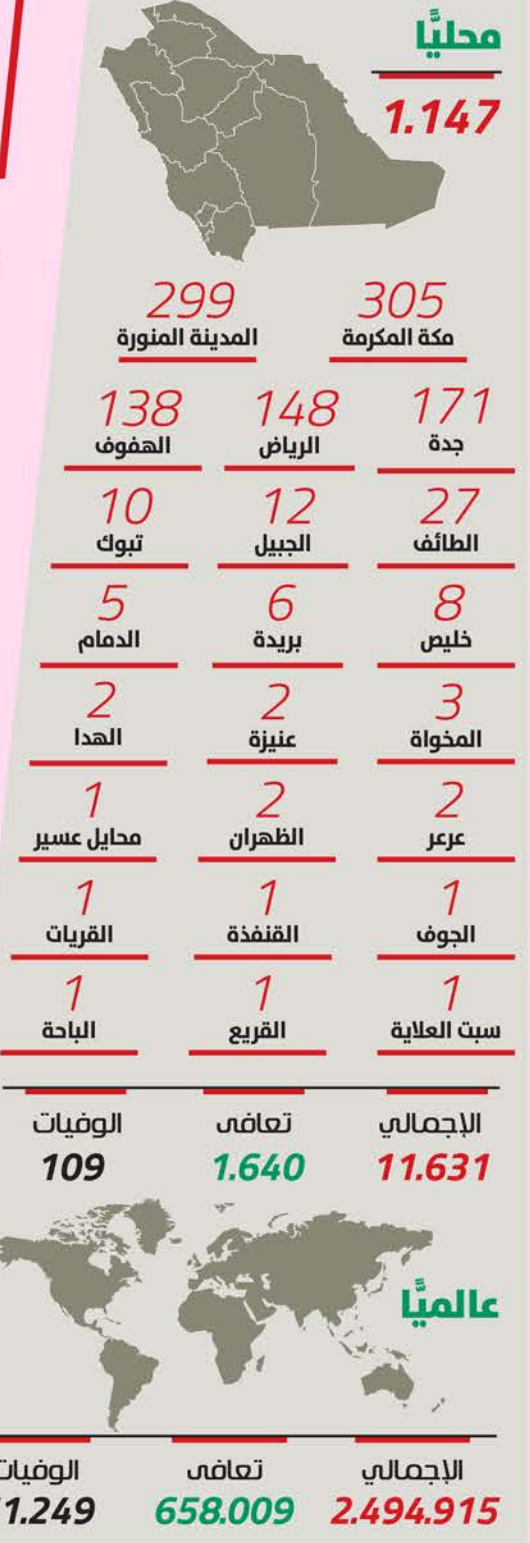 محليًّا
1.147
305 299
مكة المكرمة المدينة المنورة
171 148 138
جدة الرياض الهفوف
27 12 10
الطائف الجبيل تبوك
8 6 5
خليص بريدة الدمام
3 2 2
المخواة عنيزة الهدا
2 2 1
عرعر الظهران محايل عسير
1 1 1
الجوف القنفذة القريات
1 1 1
سبت العلاية القريع الباحة
الإجمالي تعافى الوفيات
11.631 1.640 109
عالميًّا
الإجمالي تعافى الوفيات
2.494.915 658.009